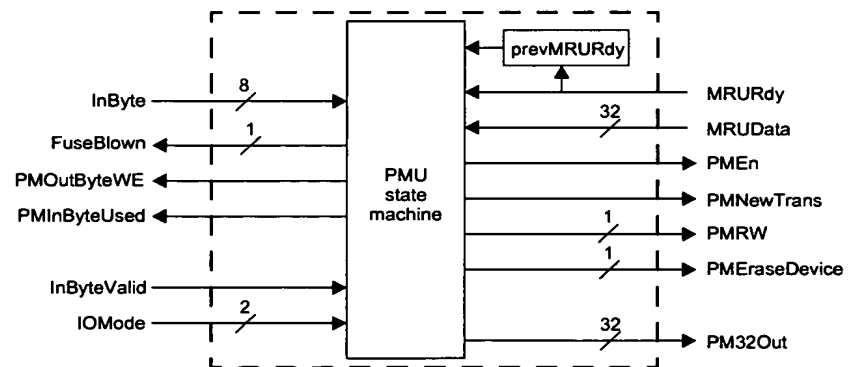 prevMRURdy
InByte
8
FuseBlown
1
PMOutByteWE
PMInByteUsed
InByteValid
IOMode
2
PMU
state
machine
MRURdy
32
MRUData
PMEn
PMNewTrans
1
PMRW
1
PMEraseDevice
32
PM32Out